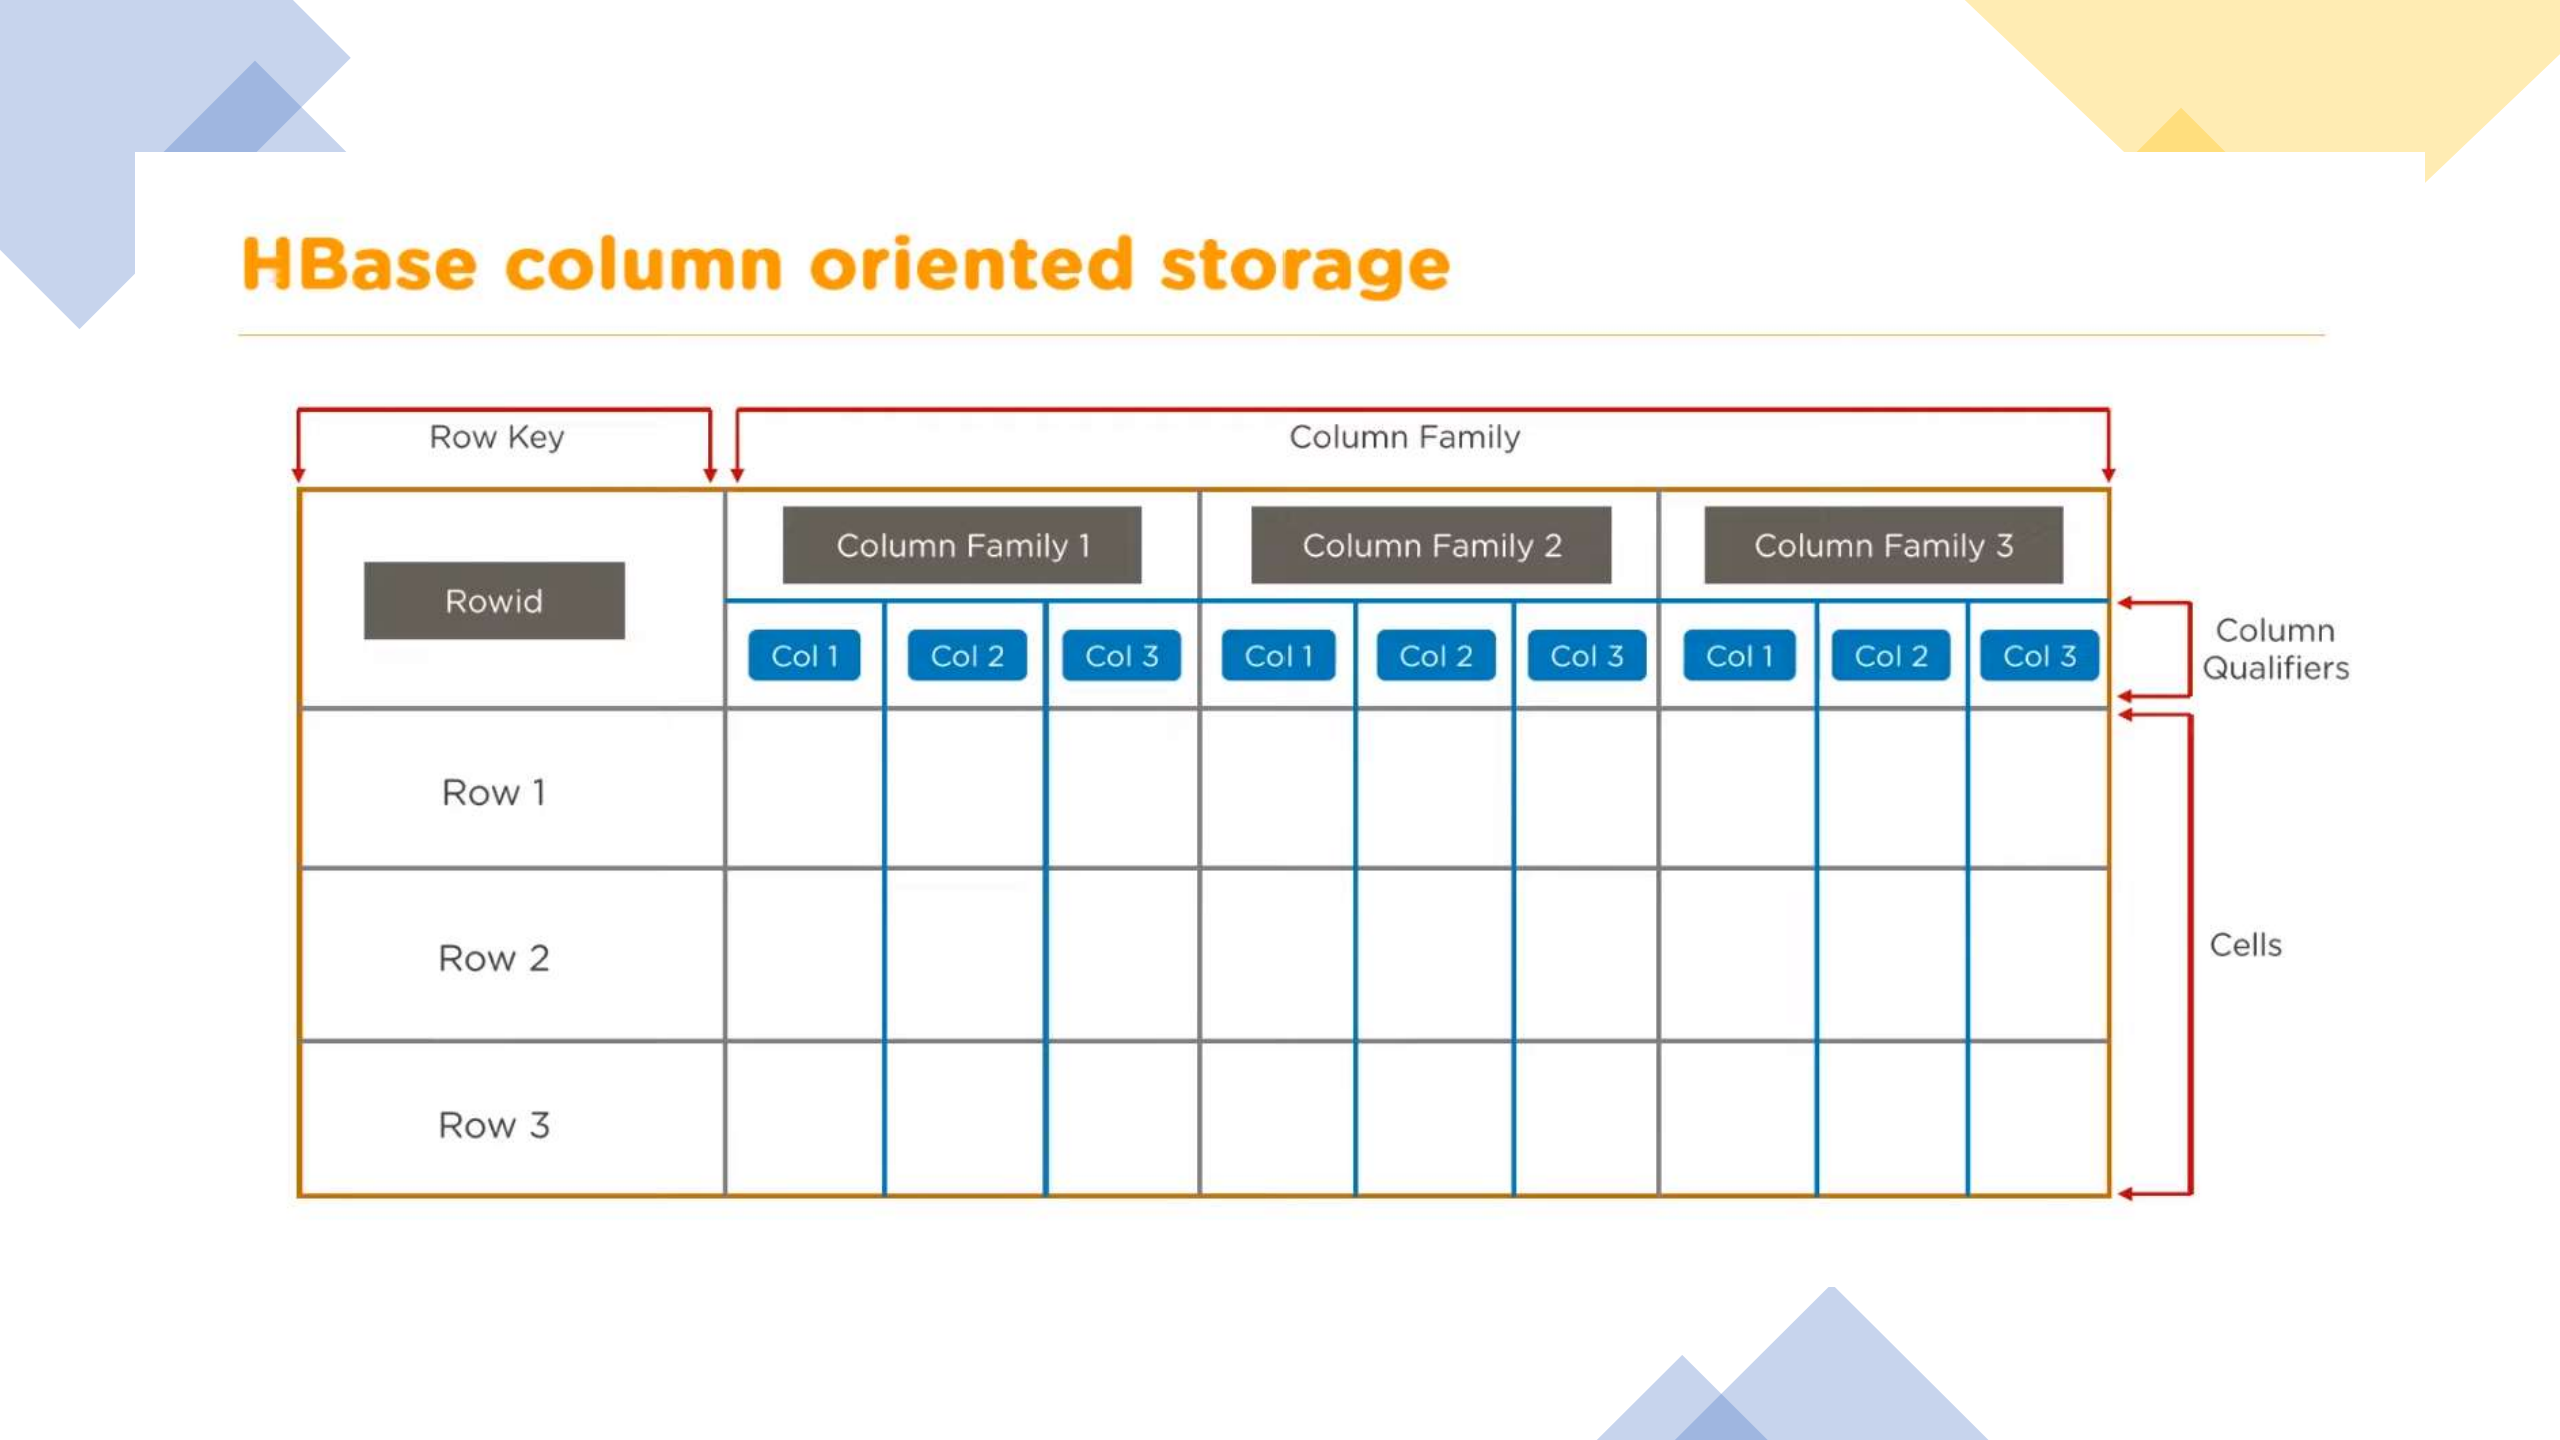 HBase column oriented storage
Row Key
Column Family
Rowid
Column Family 1
Column Family 2
Column Family 3
Col 1
Col 2
Col 3
Col 1
Col 2
Col 3
Col 1
Col 2
Col 3
Column
Qualifiers
Row 1
Row 2
Cells
Row 3